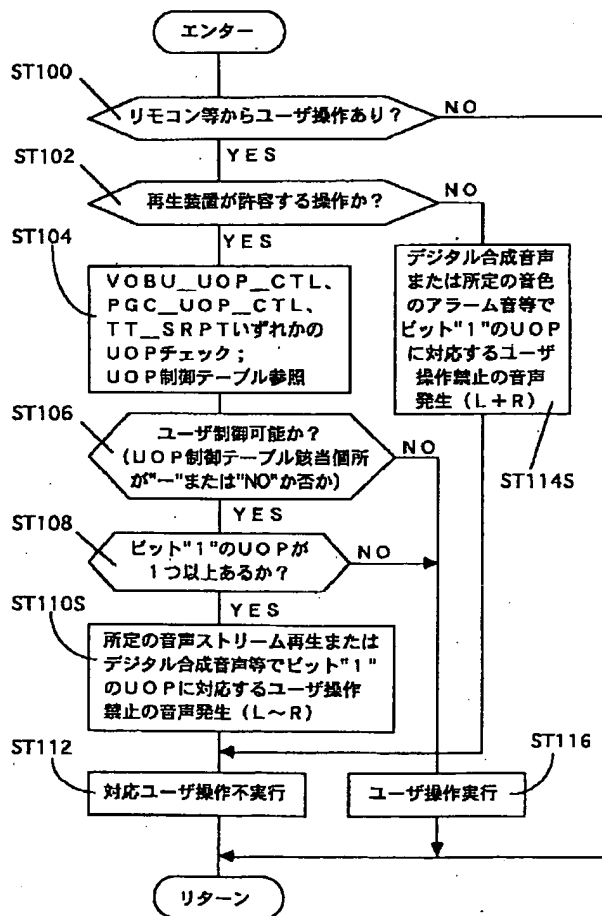 エンター
ST100
リモコン等からユーザ操作あり?
NO
YES
ST102
再生装置が許容する操作か?
NO
YES
ST104
VOBU_UOP_CTL、
PGC_UOP_CTL、
TT_SRPTいずれかの
UOPチェック;
UOP制御テーブル参照
デジタル合成音声
または所定の音色
のアラーム音等で
ビット"1"のUOP
に対応するユーザ
操作禁止の音声
発生(L+R)
ST114S
ST106
ユーザ制御可能か?
(UOP制御テーブル該当個所
が"ー"または"NO"か否か)
NO
YES
ST108
ビット"1"のUOPが
1つ以上あるか?
NO
YES
ST110S
所定の音声ストリーム再生または
デジタル合成音声等でビット"1"
のUOPに対応するユーザ操作
禁止の音声発生(L~R)
ST112
対応ユーザ操作不実行
ST116
ユーザ操作実行
リターン